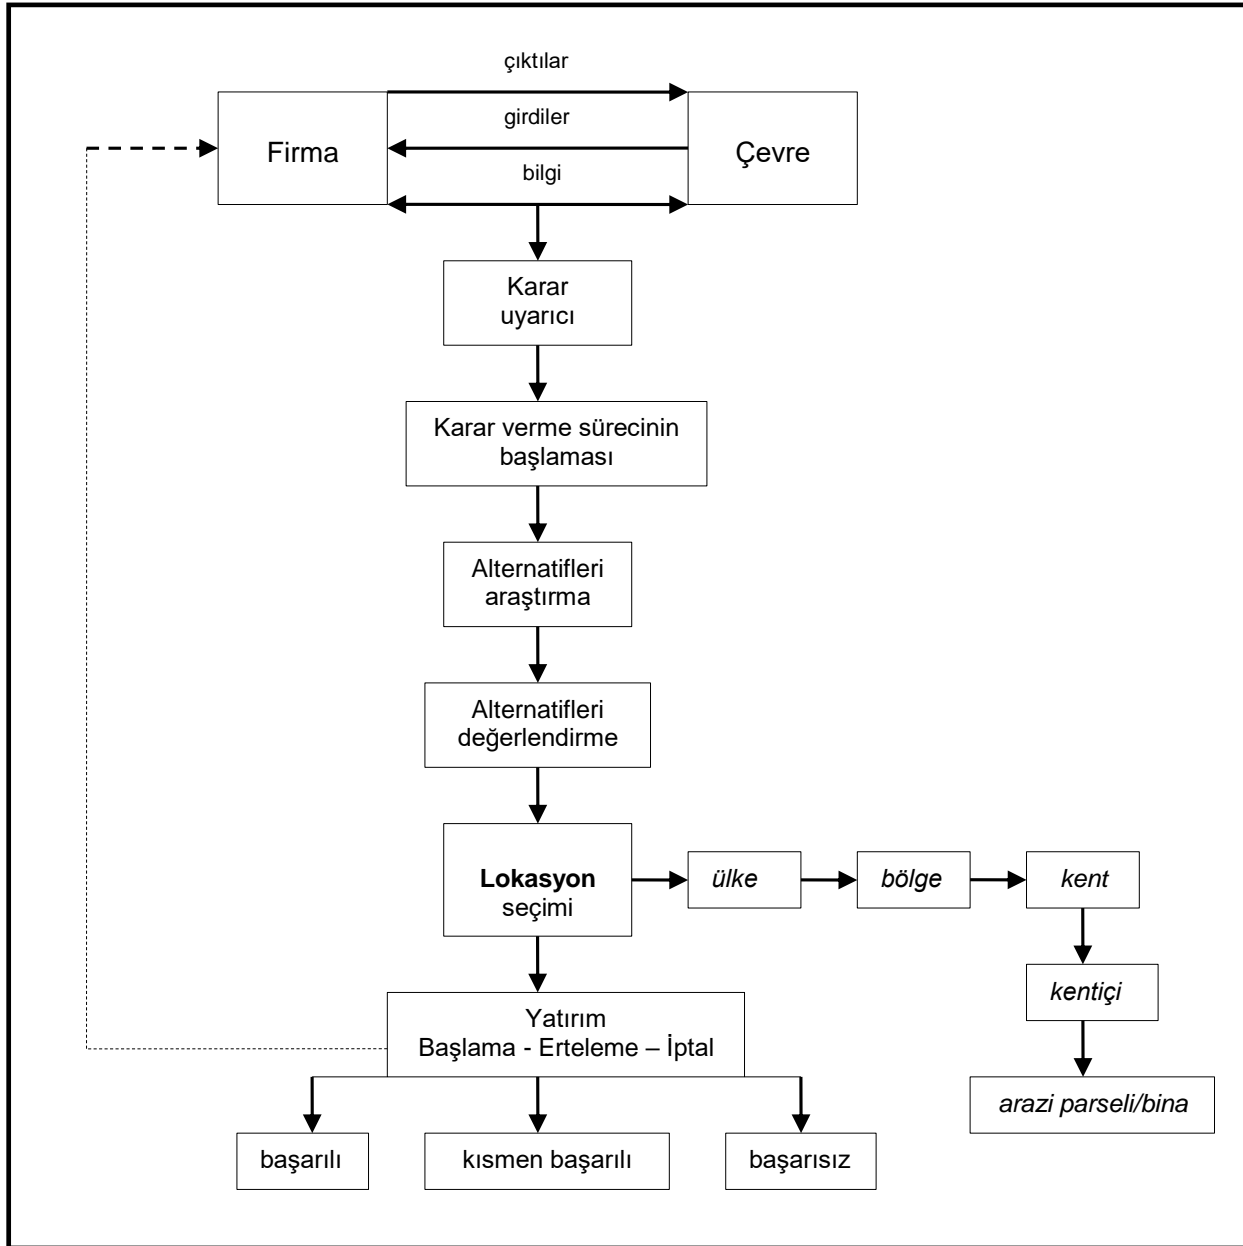 çıktılar
girdiler
Firma
Çevre
bilgi
Karar
uyarıcı
Karar verme sürecinin
başlaması
Alternatifleri
araştırma
Alternatifleri
değerlendirme
Lokasyon
seçimi
ülke
bölge
kent
kentiçi
arazi parseli/bina
Yatırım
Başlama - Erteleme – İptal
başarılı
kısmen başarılı
başarısız